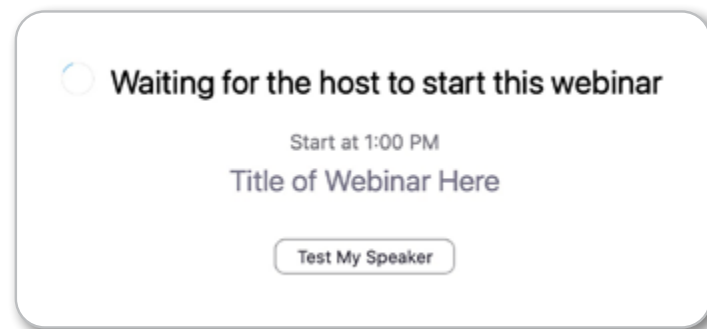 Waiting for the host to start this webinar
Start at 1:00 PM
Title of Webinar Here
Test My Speaker